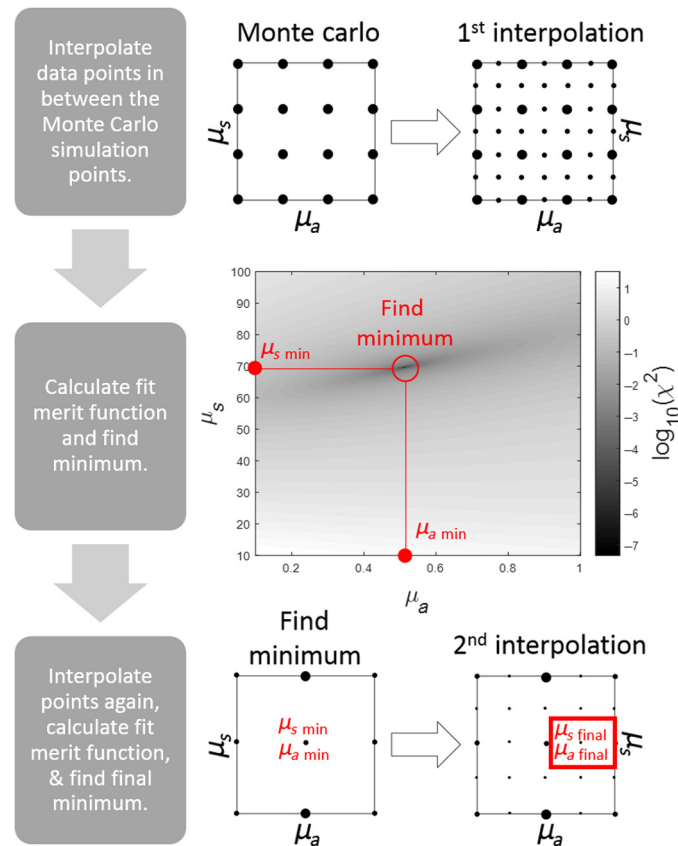 Interpolate
data points in
between the
Monte Carlo
simulation
points.
Monte carlo
μs
μa
1st interpolation
μs
μa
Calculate fit
merit function
and find
minimum.
100
90
80
70
60
50
40
30
20
10
μs
Find
minimum
μs min
μa min
0.2
0.4
0.6
0.8
1
μa
1
0
−1
−2
−3
−4
−5
−6
−7
log10(χ2)
Interpolate
points again,
calculate fit
merit function,
& find final
minimum.
Find
minimum
μs
μs min
μa min
μa
2nd interpolation
μs final
μa final
μs
μa